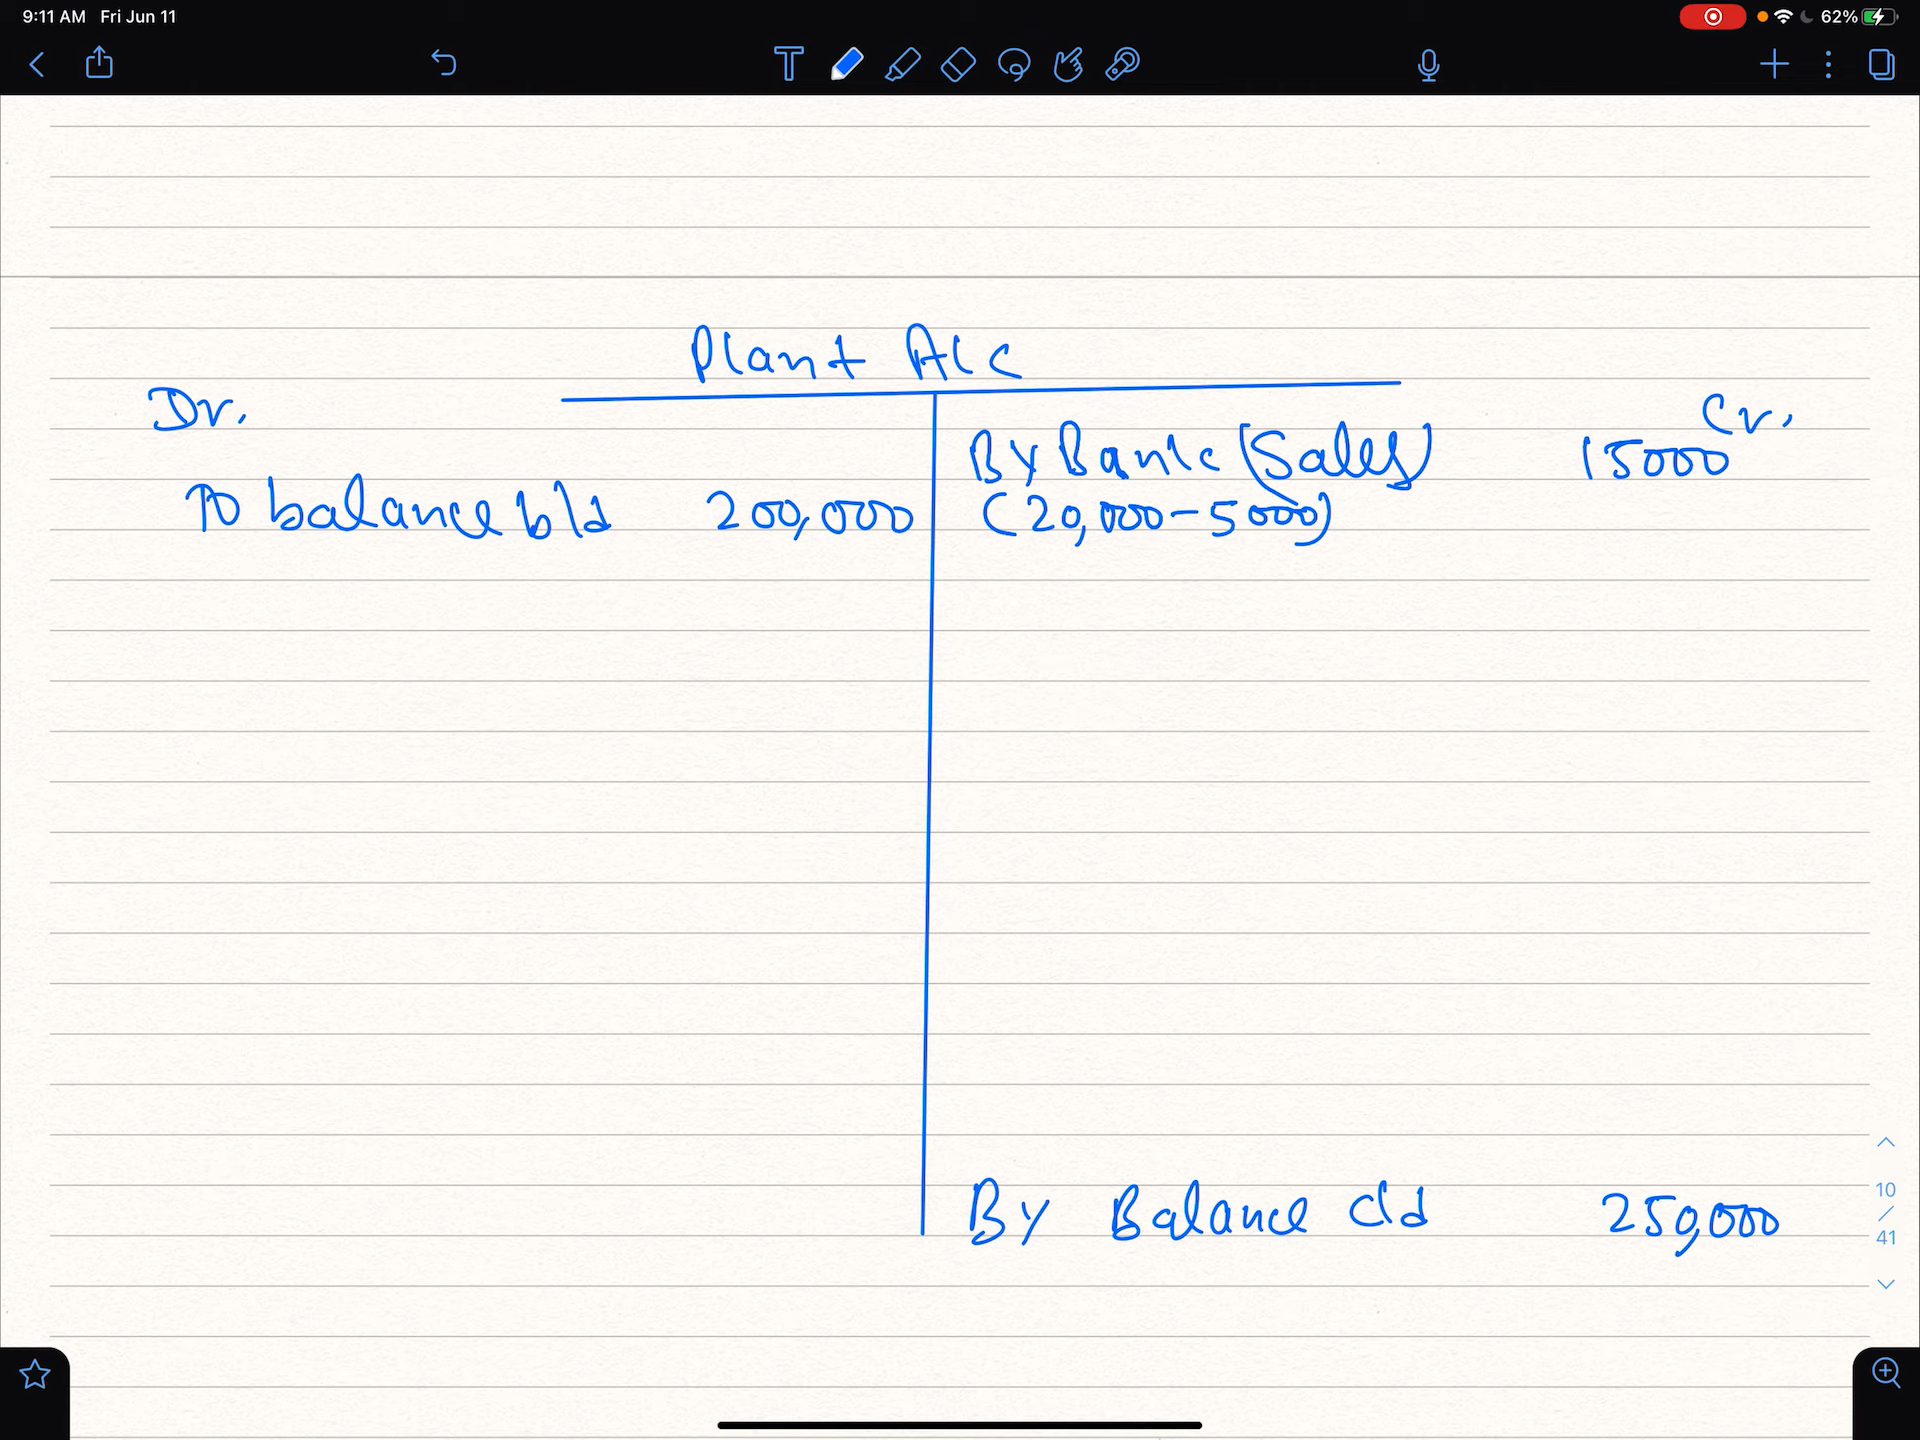 9:11 AM Fri Jun 11
62%
Plant A/c
Dr.
Cr.
By Bank (Sales) 15000
To balance b/d 200,000
(20,000-5000)
By Balance c/d 250,000
10
/
41